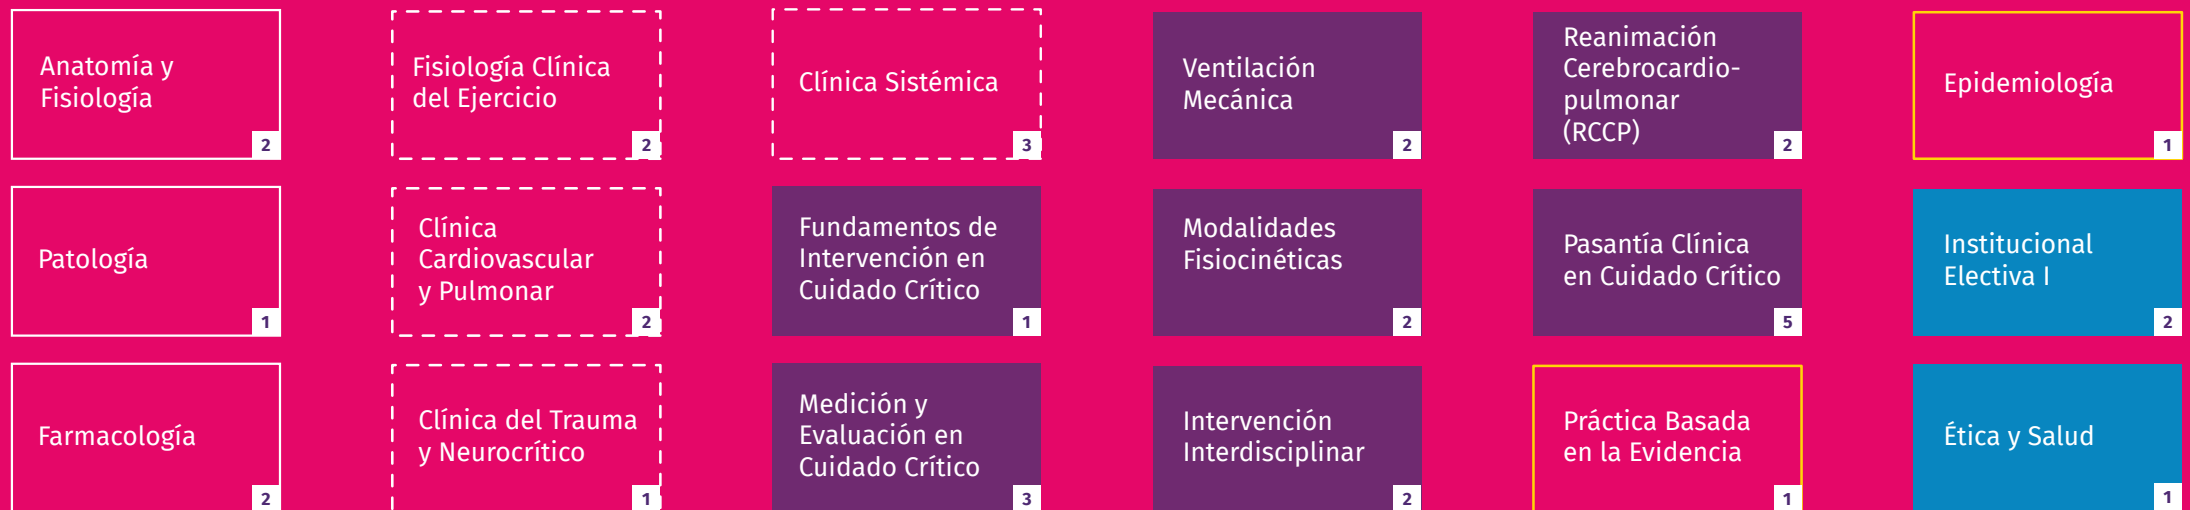 Anatomía y
Fisiología
2
Fisiología Clínica
del Ejercicio
2
Clínica Sistémica
3
Ventilación
Mecánica
2
Reanimación
Cerebrocardio-
pulmonar
(RCCP)
2
Epidemiología
1
Patología
1
Clínica
Cardiovascular
y Pulmonar
2
Fundamentos de
Intervención en
Cuidado Crítico
1
Modalidades
Fisiocinéticas
2
Pasantía Clínica
en Cuidado Crítico
5
Institucional
Electiva I
2
Farmacología
2
Clínica del Trauma
y Neurocrítico
1
Medición y
Evaluación en
Cuidado Crítico
3
Intervención
Interdisciplinar
2
Práctica Basada
en la Evidencia
1
Ética y Salud
1